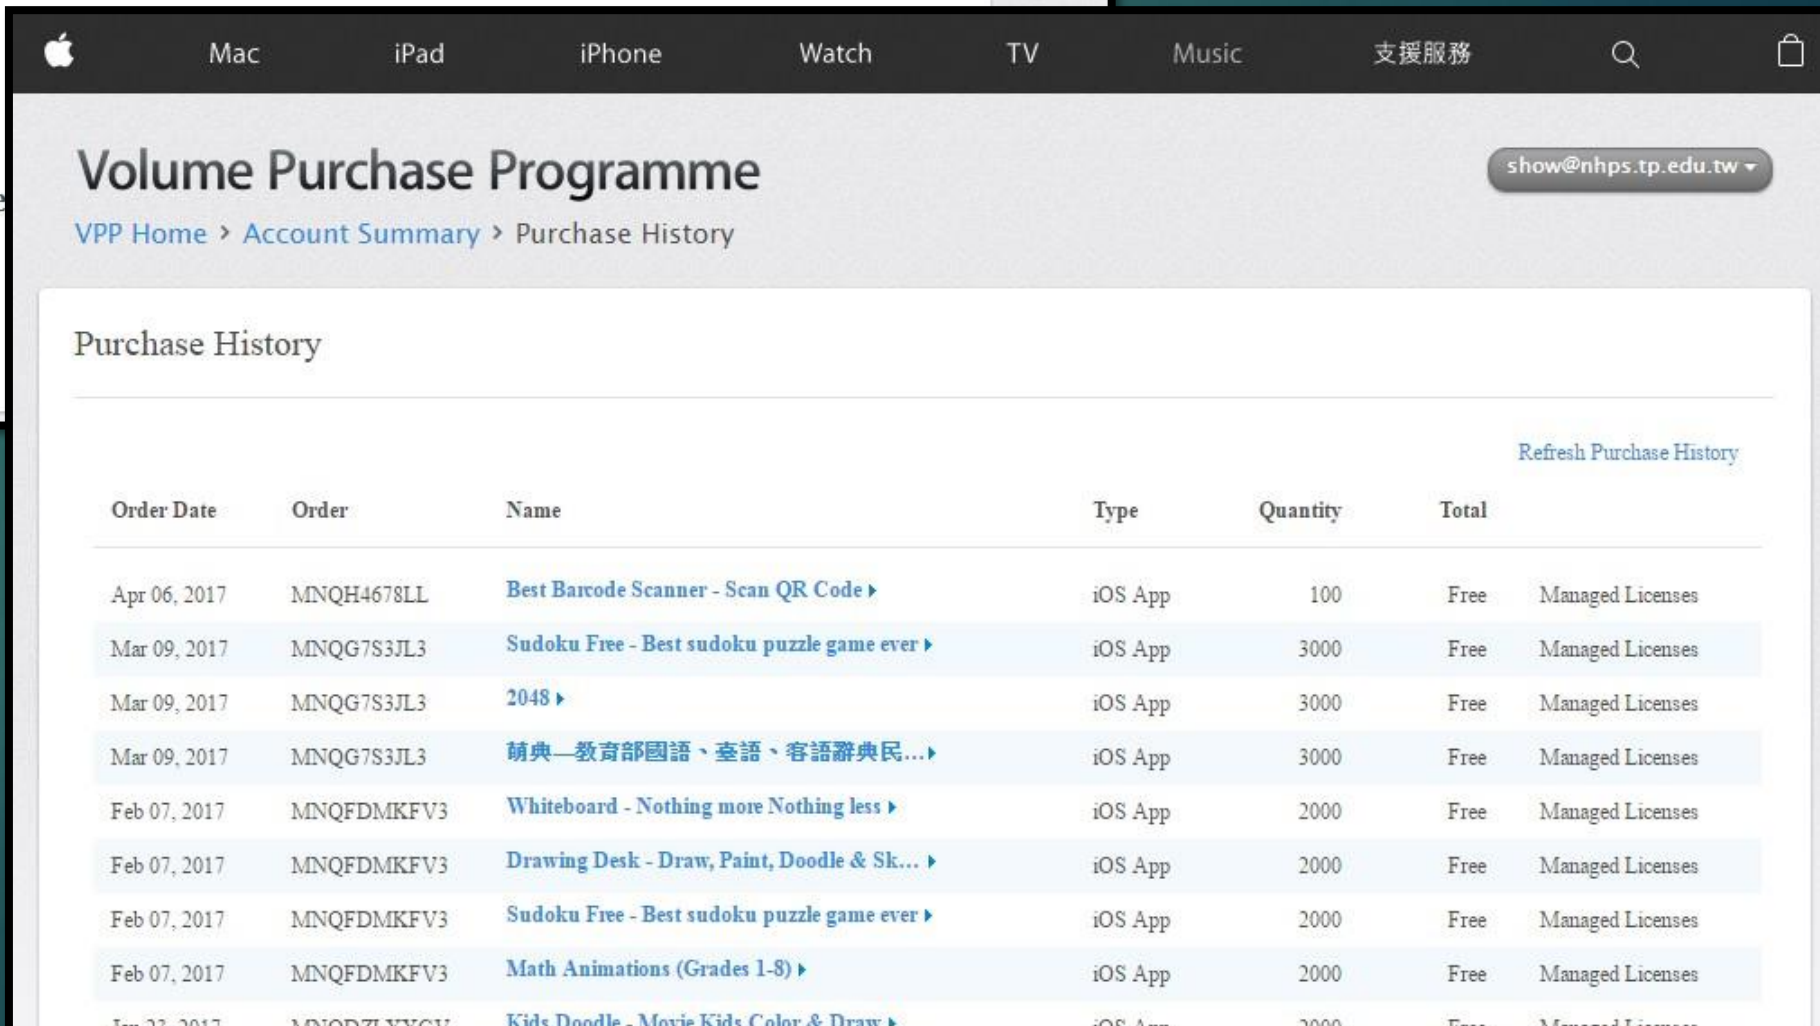 Mac iPad iPhone Watch TV Music 支援服務
Volume Purchase Programme
show@nhps.tp.edu.tw
VPP Home › Account Summary › Purchase History
Purchase History
Refresh Purchase History
Order Date Order Name Type Quantity Total
Apr 06, 2017 MNQH4678LL Best Barcode Scanner - Scan QR Code iOS App 100 Free Managed Licenses
Mar 09, 2017 MNQG7S3JL3 Sudoku Free - Best sudoku puzzle game ever iOS App 3000 Free Managed Licenses
Mar 09, 2017 MNQG7S3JL3 2048 iOS App 3000 Free Managed Licenses
Mar 09, 2017 MNQG7S3JL3 萌典—教育部國語、臺語、客語辭典民... iOS App 3000 Free Managed Licenses
Feb 07, 2017 MNQFDMKFV3 Whiteboard - Nothing more Nothing less iOS App 2000 Free Managed Licenses
Feb 07, 2017 MNQFDMKFV3 Drawing Desk - Draw, Paint, Doodle & Sk... iOS App 2000 Free Managed Licenses
Feb 07, 2017 MNQFDMKFV3 Sudoku Free - Best sudoku puzzle game ever iOS App 2000 Free Managed Licenses
Feb 07, 2017 MNQFDMKFV3 Math Animations (Grades 1-8) iOS App 2000 Free Managed Licenses
Kids Doodle - Movie Kids Color & Draw